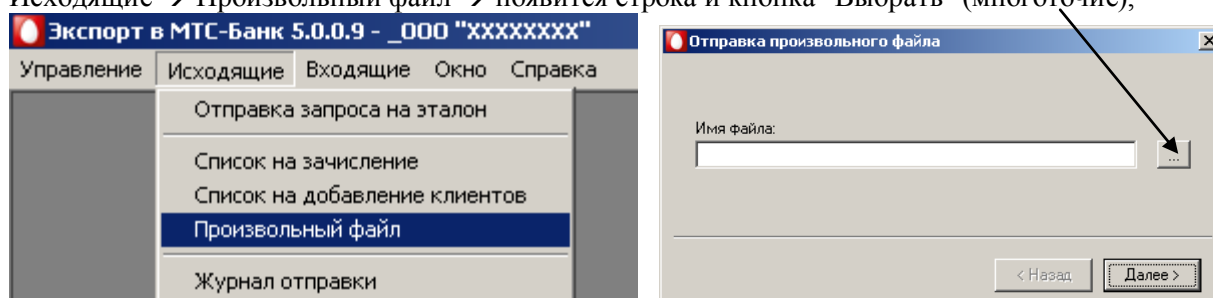 Исходящие → Произвольный файл → появится строка и кнопка "Выбрать" (многоточие);
Экспорт в МТС-Банк 5.0.0.9 - _ООО "XXXXXXXX"
Управление Исходящие Входящие Окно Справка
Отправка запроса на эталон
Список на зачисление
Список на добавление клиентов
Произвольный файл
Журнал отправки
Отправка произвольного файла
Имя файла:
...
< Назад Далее >